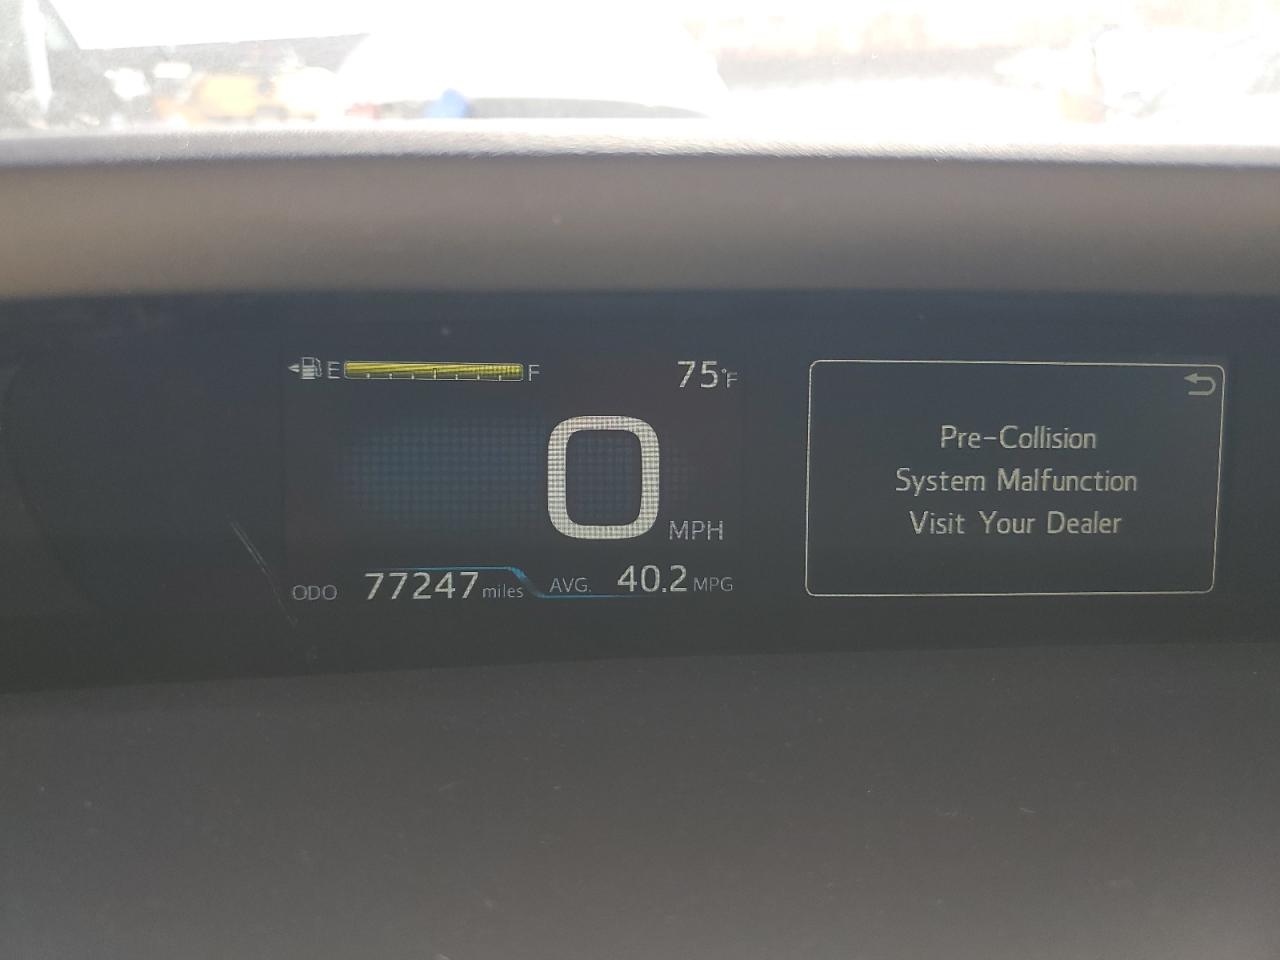 E F 75°F
0 MPH
ODO 77247 miles AVG. 40.2 MPG
Pre-Collision
System Malfunction
Visit Your Dealer